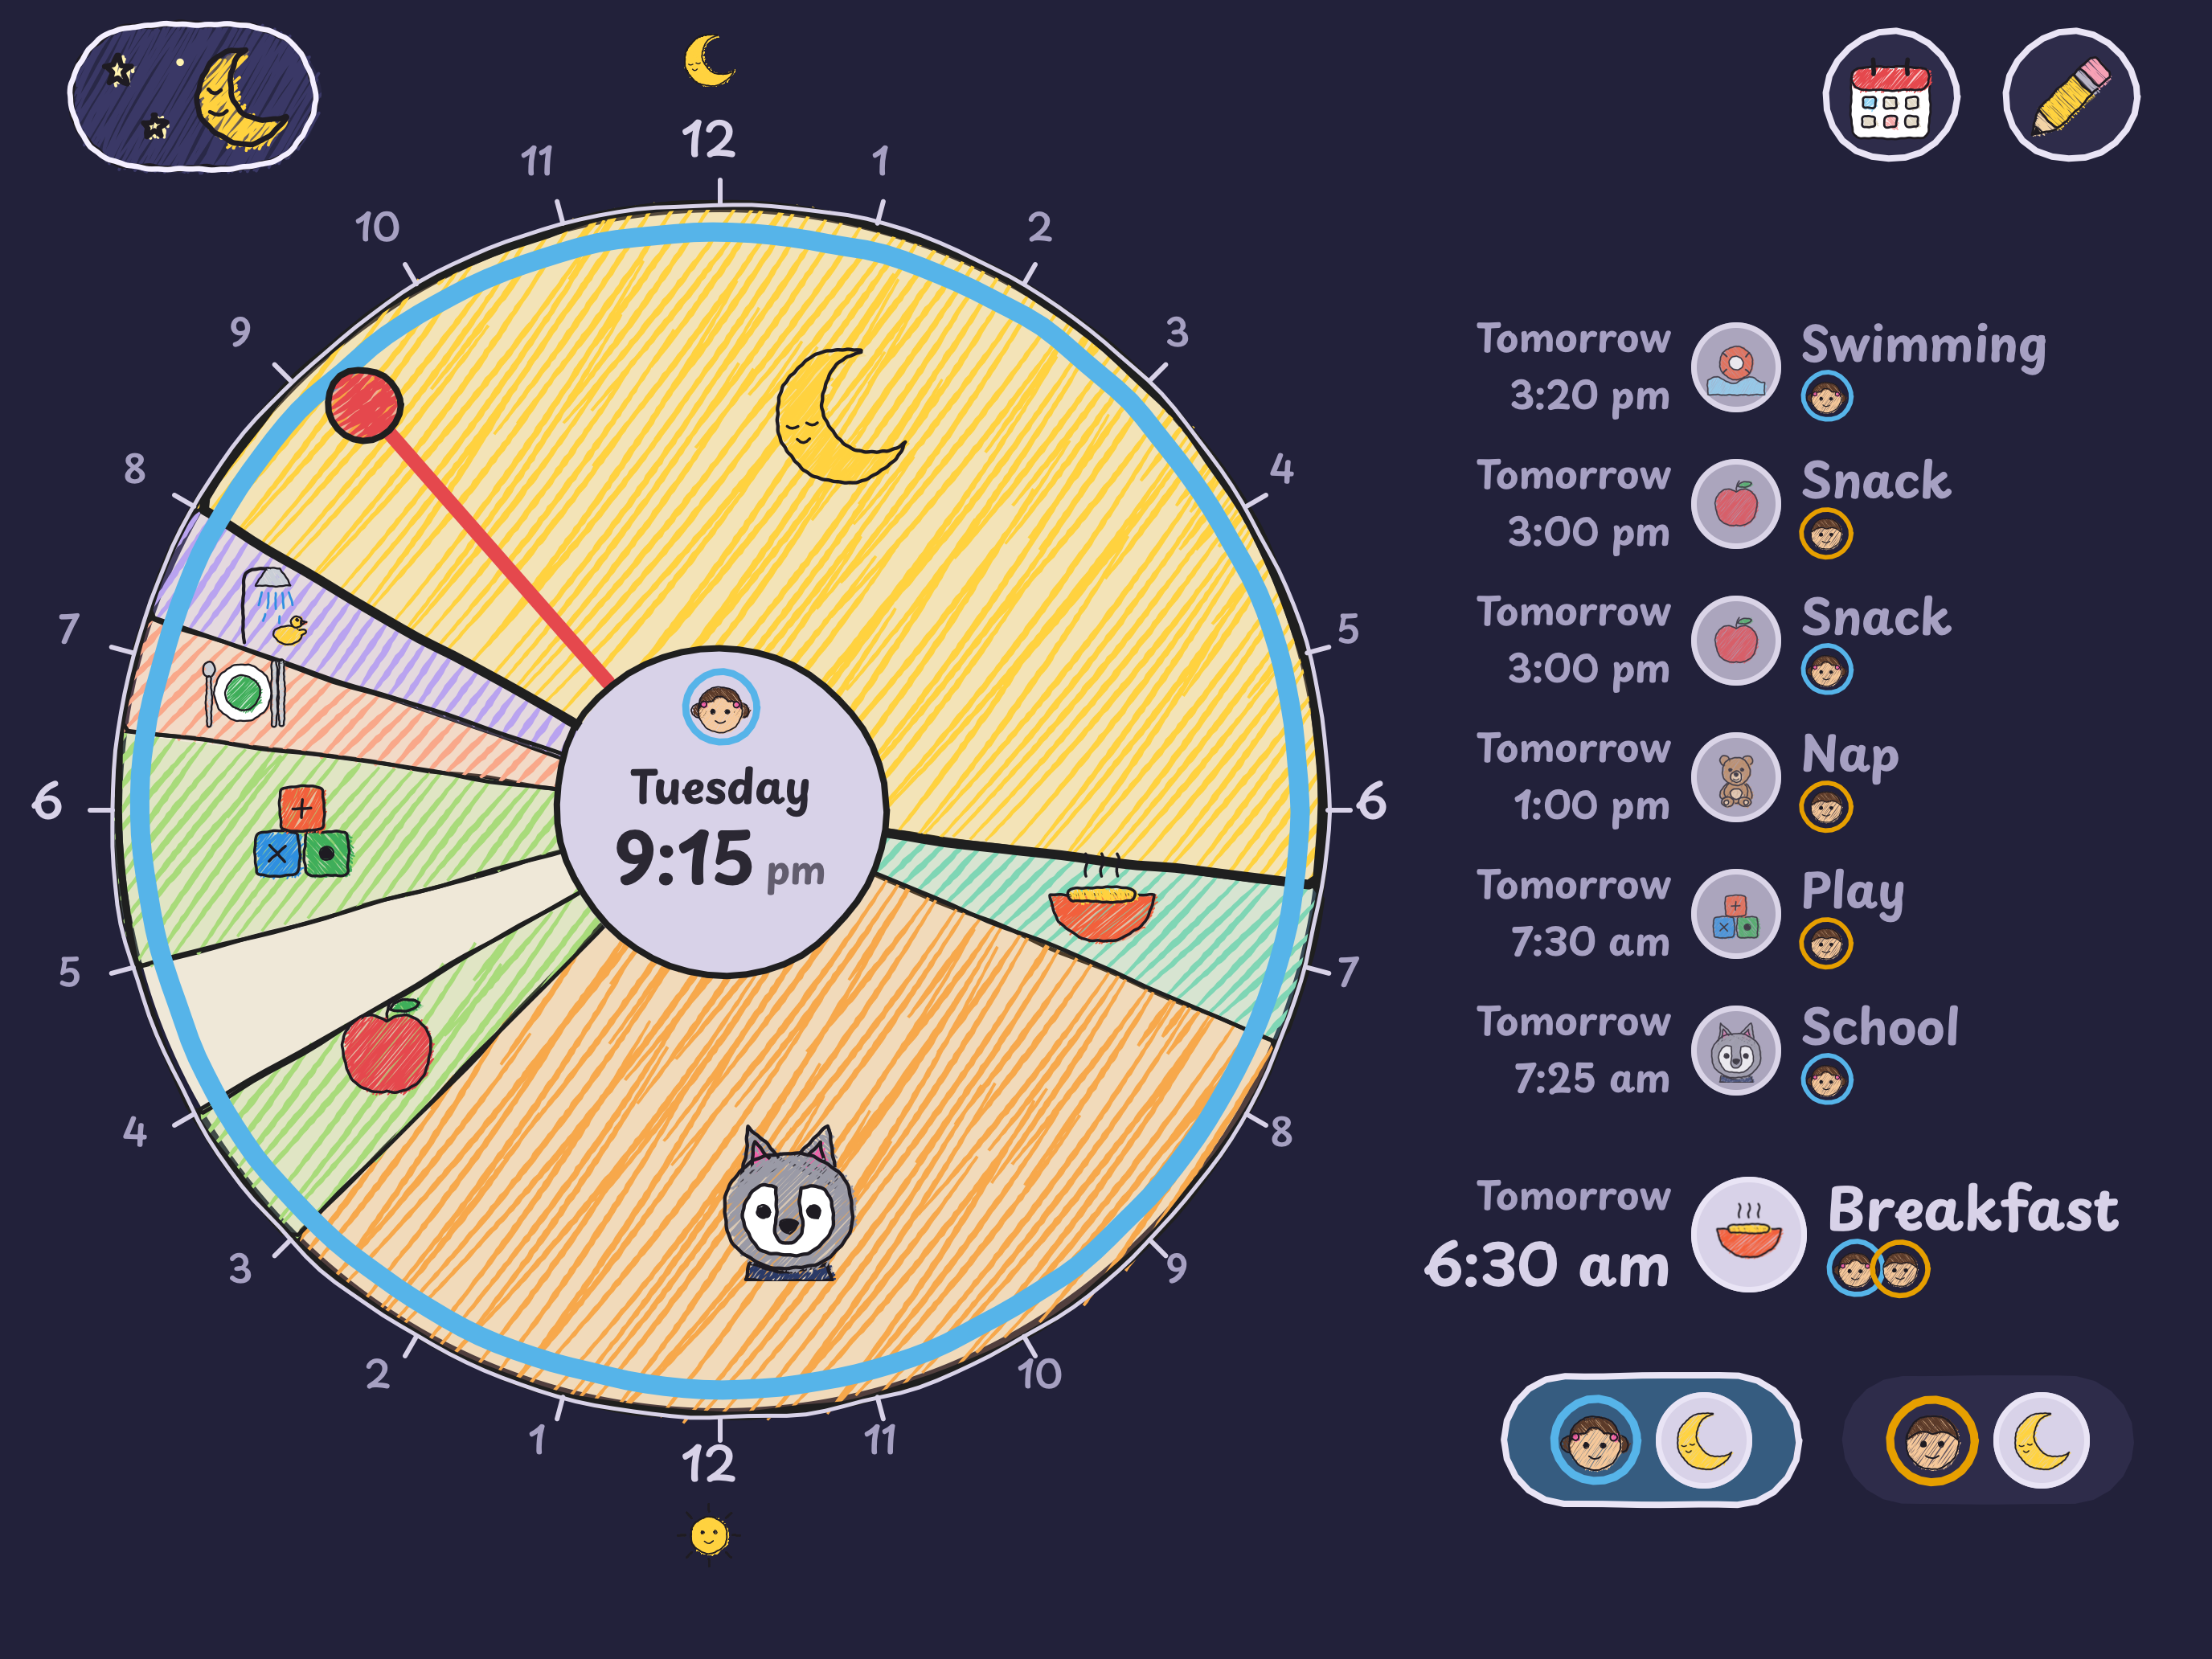 12
1
2
3
4
5
6
7
8
9
10
11
12
1
2
3
4
5
6
7
8
9
10
11
Tuesday
9:15 pm
Tomorrow
3:20 pm
Swimming
Tomorrow
3:00 pm
Snack
Tomorrow
3:00 pm
Snack
Tomorrow
1:00 pm
Nap
Tomorrow
7:30 am
Play
Tomorrow
7:25 am
School
Tomorrow
6:30 am
Breakfast